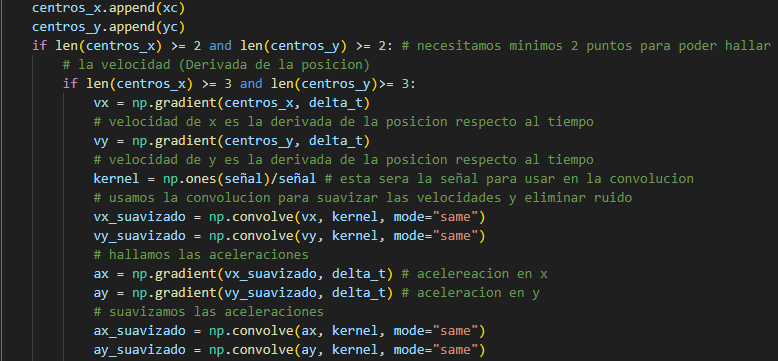 centros_x.append(xc)
centros_y.append(yc)
if len(centros_x) >= 2 and len(centros_y) >= 2: # necesitamos minimos 2 puntos para poder hallar
# la velocidad (Derivada de la posicion)
if len(centros_x) >= 3 and len(centros_y)>= 3:
vx = np.gradient(centros_x, delta_t)
# velocidad de x es la derivada de la posicion respecto al tiempo
vy = np.gradient(centros_y, delta_t)
# velocidad de y es la derivada de la posicion respecto al tiempo
kernel = np.ones(señal)/señal # esta sera la señal para usar en la convolucion
# usamos la convolucion para suavizar las velocidades y eliminar ruido
vx_suavizado = np.convolve(vx, kernel, mode="same")
vy_suavizado = np.convolve(vy, kernel, mode="same")
# hallamos las aceleraciones
ax = np.gradient(vx_suavizado, delta_t) # acelereacion en x
ay = np.gradient(vy_suavizado, delta_t) # aceleracion en y
# suavizamos las aceleraciones
ax_suavizado = np.convolve(ax, kernel, mode="same")
ay_suavizado = np.convolve(ay, kernel, mode="same")